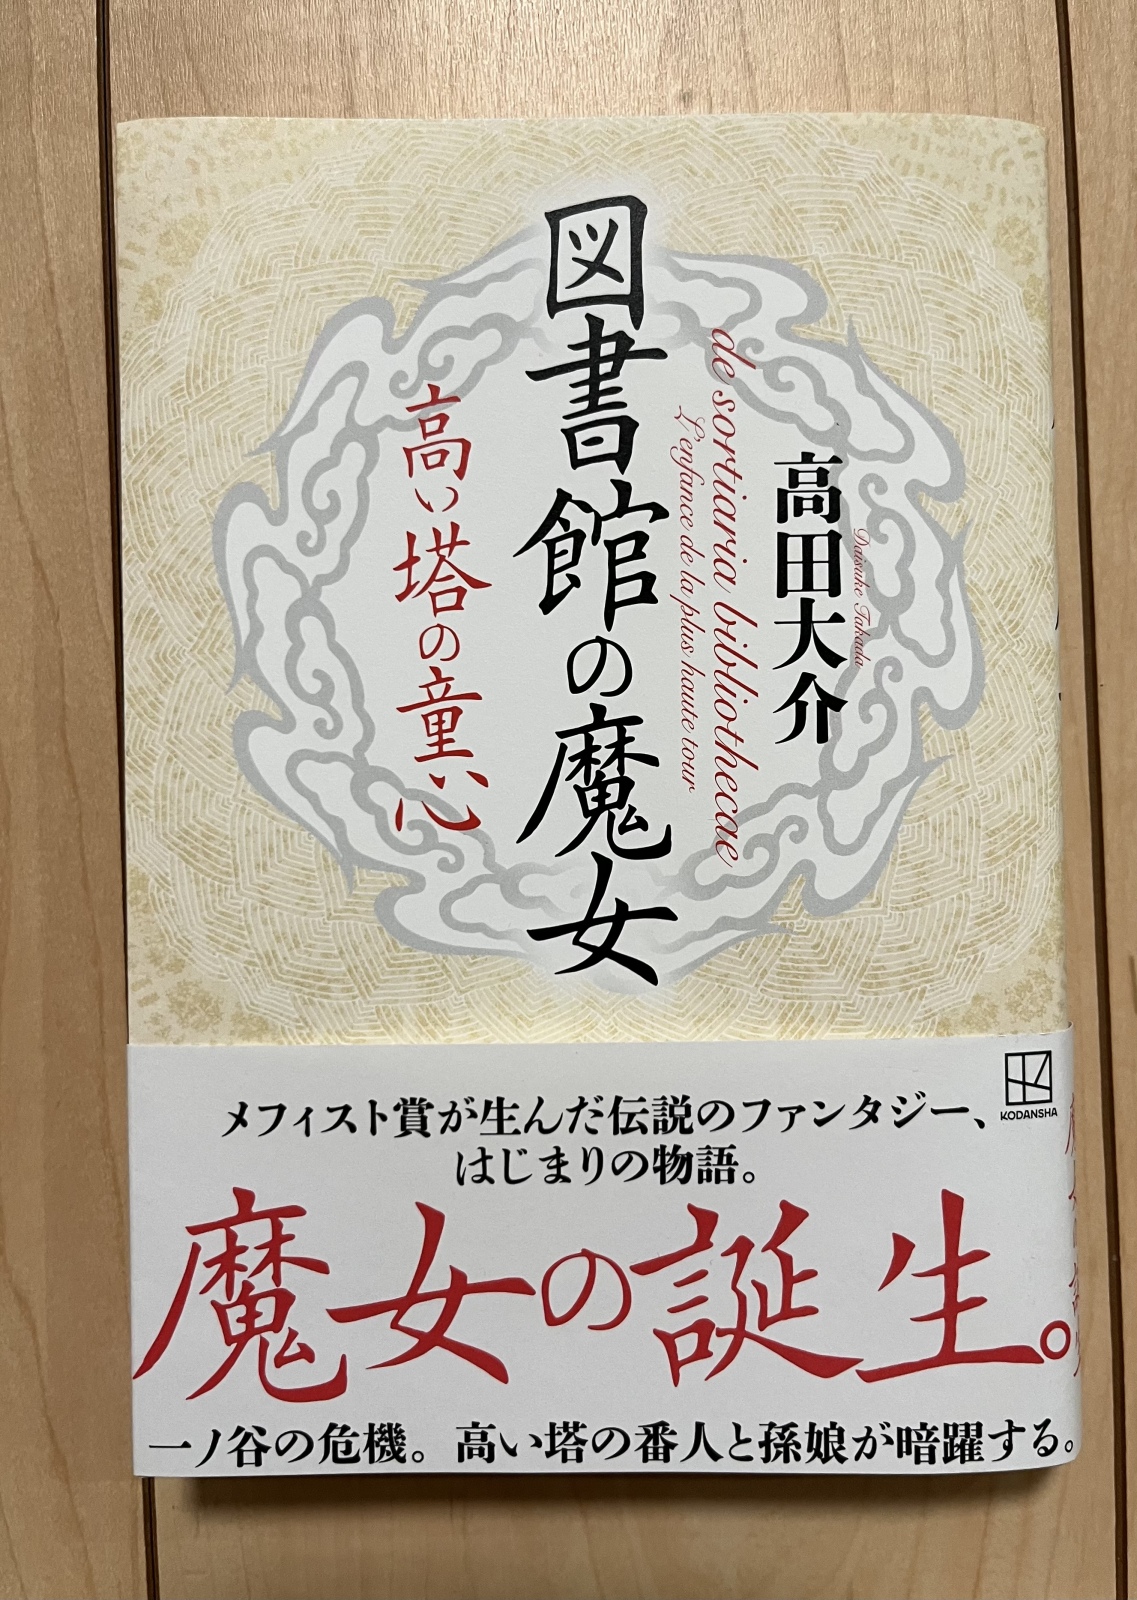 Daisuke Takada
高田大介
de sortiaria bibliothecae
L'enfance de la plus haute tour
図書館の魔女
高い塔の童心
KODANSHA
メフィスト賞が生んだ伝説のファンタジー、
はじまりの物語。
魔女の誕生。
一ノ谷の危機。高い塔の番人と孫娘が暗躍する。